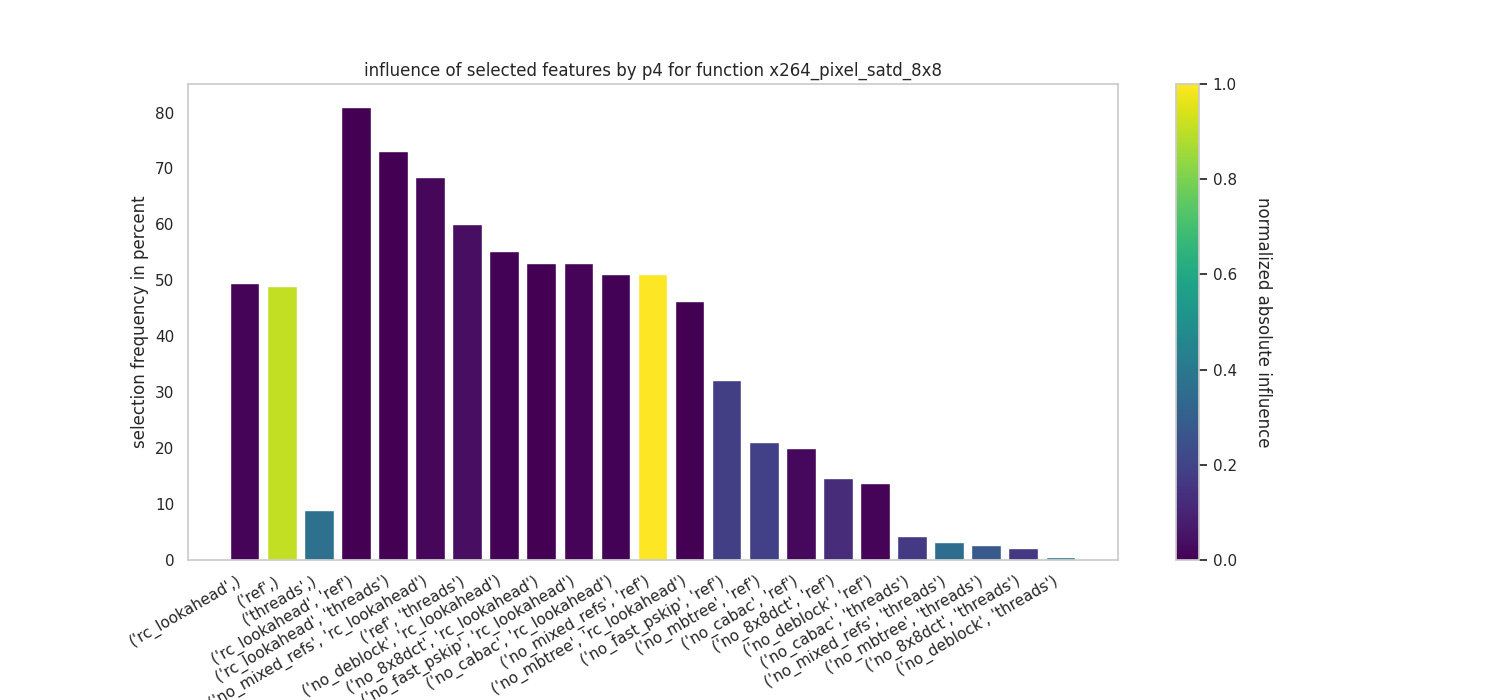 influence of selected features by p4 for function x264_pixel_satd_8x8
selection frequency in percent
80
70
60
50
40
30
20
10
0
('rc_lookahead',)
('ref',)
('threads',)
('rc_lookahead', 'ref')
('rc_lookahead', 'threads')
('no_mixed_refs', 'rc_lookahead')
('ref', 'threads')
('no_deblock', 'rc_lookahead')
('no_8x8dct', 'rc_lookahead')
('no_fast_pskip', 'rc_lookahead')
('no_cabac', 'rc_lookahead')
('no_mixed_refs', 'ref')
('no_mbtree', 'rc_lookahead')
('no_fast_pskip', 'ref')
('no_mbtree', 'ref')
('no_cabac', 'ref')
('no_8x8dct', 'ref')
('no_deblock', 'ref')
('no_cabac', 'threads')
('no_mixed_refs', 'threads')
('no_mbtree', 'threads')
('no_8x8dct', 'threads')
('no_deblock', 'threads')
1.0
0.8
0.6
0.4
0.2
0.0
normalized absolute influence